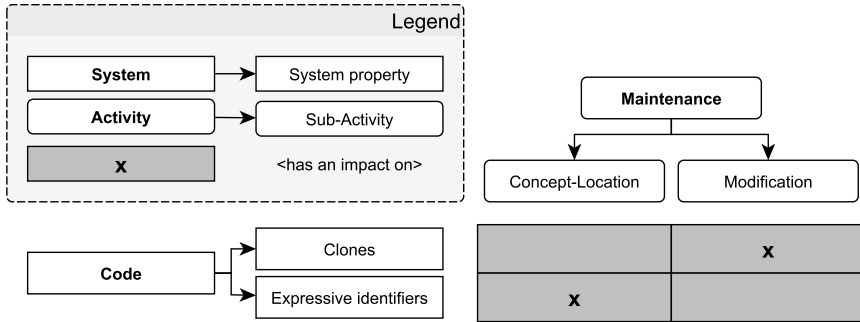 Legend
System
System property
Activity
Sub-Activity
x
<has an impact on>
Maintenance
Concept-Location
Modification
Code
Clones
Expressive identifiers
x
x